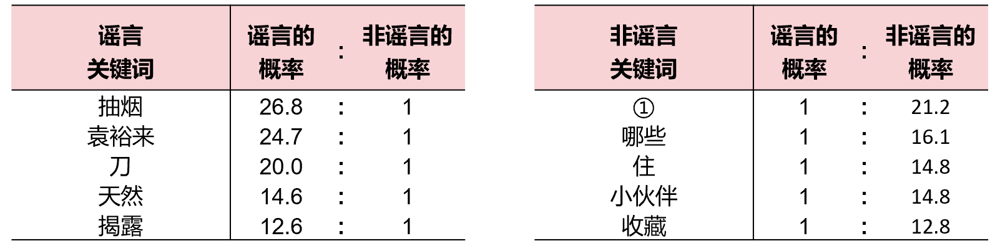 谣言 谣言的 非谣言的
关键词 概率 : 概率
抽烟 26.8 : 1
袁裕来 24.7 : 1
刀 20.0 : 1
天然 14.6 : 1
揭露 12.6 : 1
非谣言 谣言的 非谣言的
关键词 概率 : 概率
① 1 : 21.2
哪些 1 : 16.1
住 1 : 14.8
小伙伴 1 : 14.8
收藏 1 : 12.8